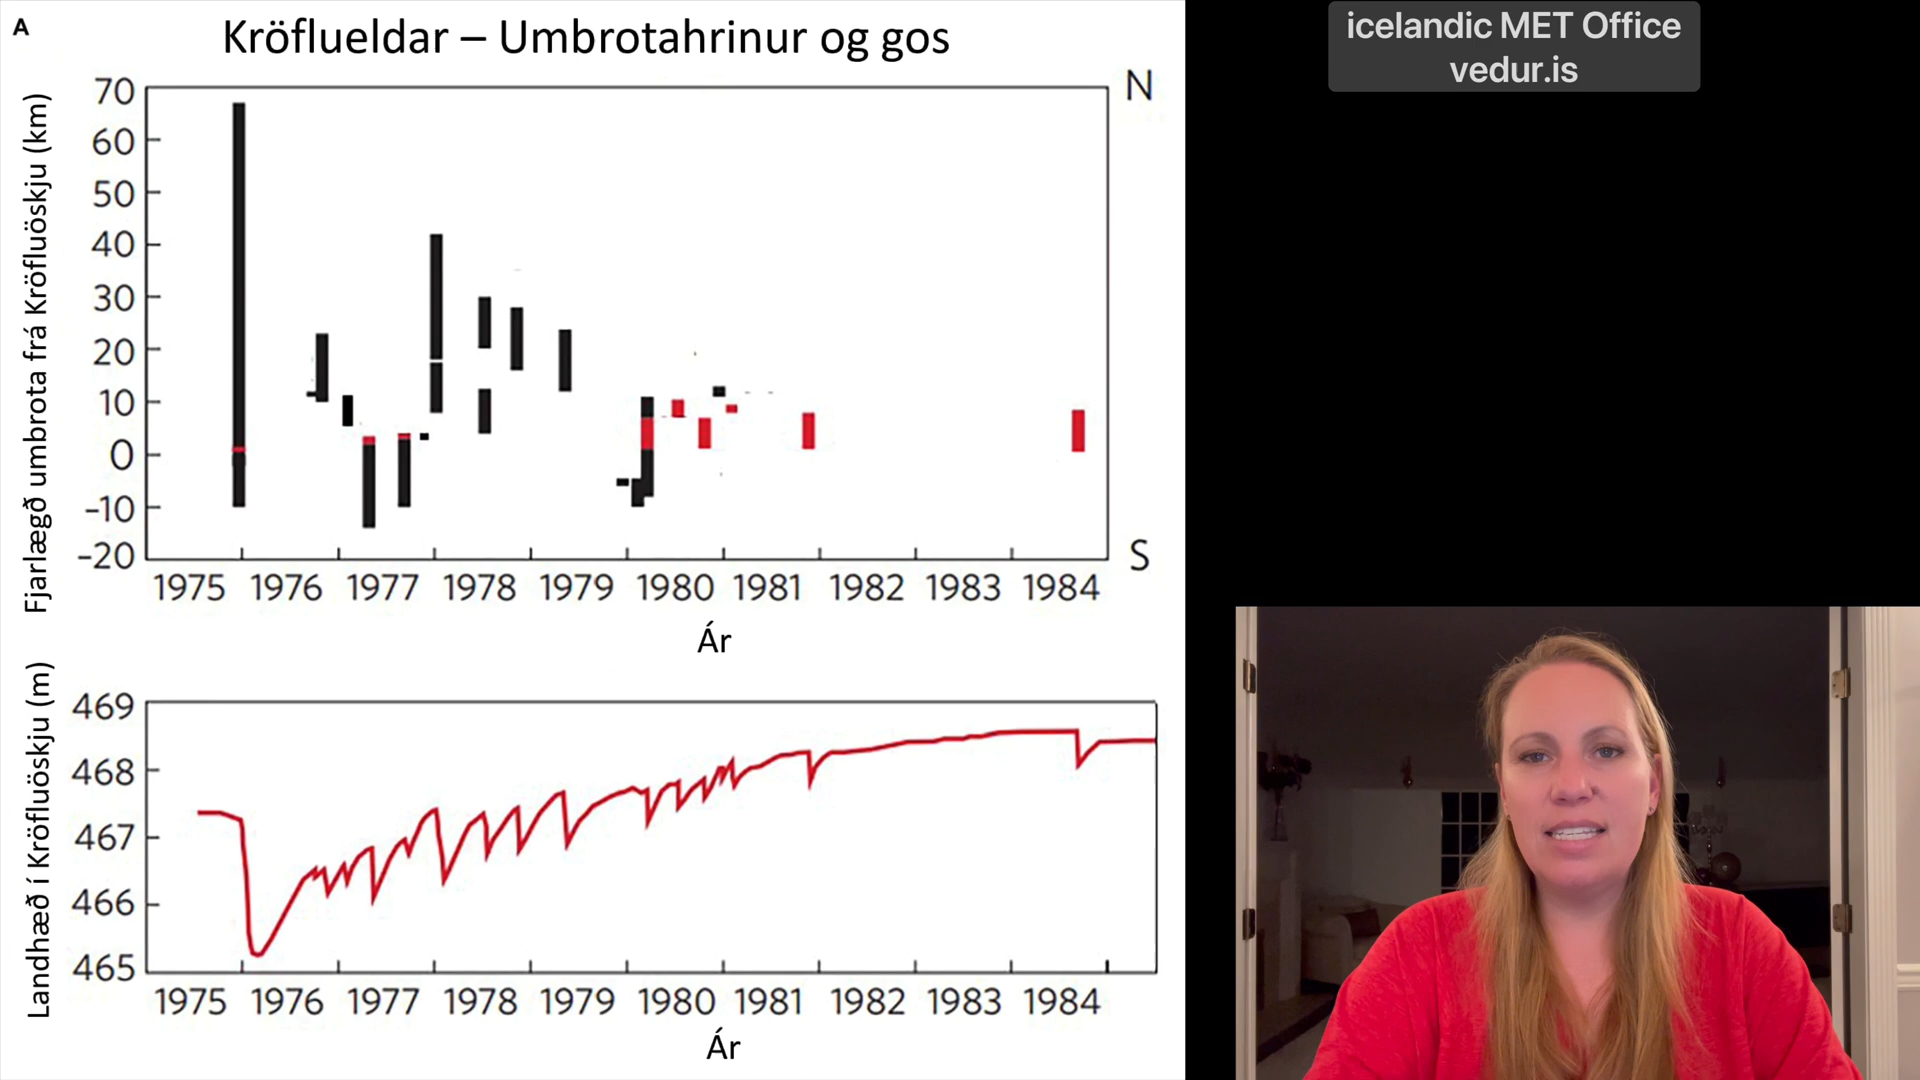 A
Kröflueldar – Umbrotahrinur og gos
Fjarlægð umbrota frá Kröfluöskju (km)
70
60
50
40
30
20
10
0
–10
–20
N
S
1975 1976 1977 1978 1979 1980 1981 1982 1983 1984
Ár
Landhæð í Kröfluöskju (m)
469
468
467
466
465
1975 1976 1977 1978 1979 1980 1981 1982 1983 1984
Ár
icelandic MET Office
vedur.is